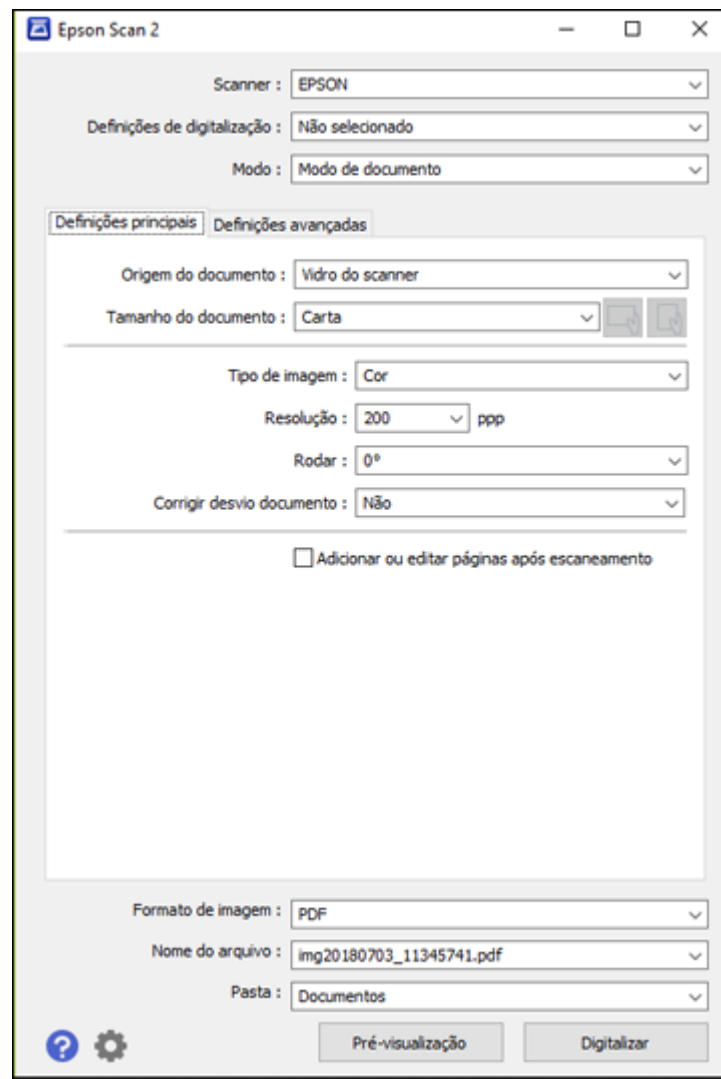 Epson Scan 2
Scanner : EPSON
Definições de digitalização : Não selecionado
Modo : Modo de documento
Definições principais Definições avançadas
Origem do documento : Vidro do scanner
Tamanho do documento : Carta
Tipo de imagem : Cor
Resolução : 200 ppp
Rodar : 0°
Corrigir desvio documento : Não
Adicionar ou editar páginas após escaneamento
Formato de imagem : PDF
Nome do arquivo : img20180703_11345741.pdf
Pasta : Documentos
? Pré-visualização Digitalizar